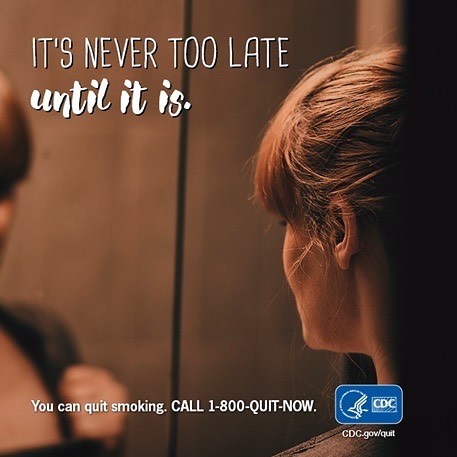 IT'S NEVER TOO LATE
until it is.
You can quit smoking. CALL 1-800-QUIT-NOW.
CDC
CDC.gov/quit